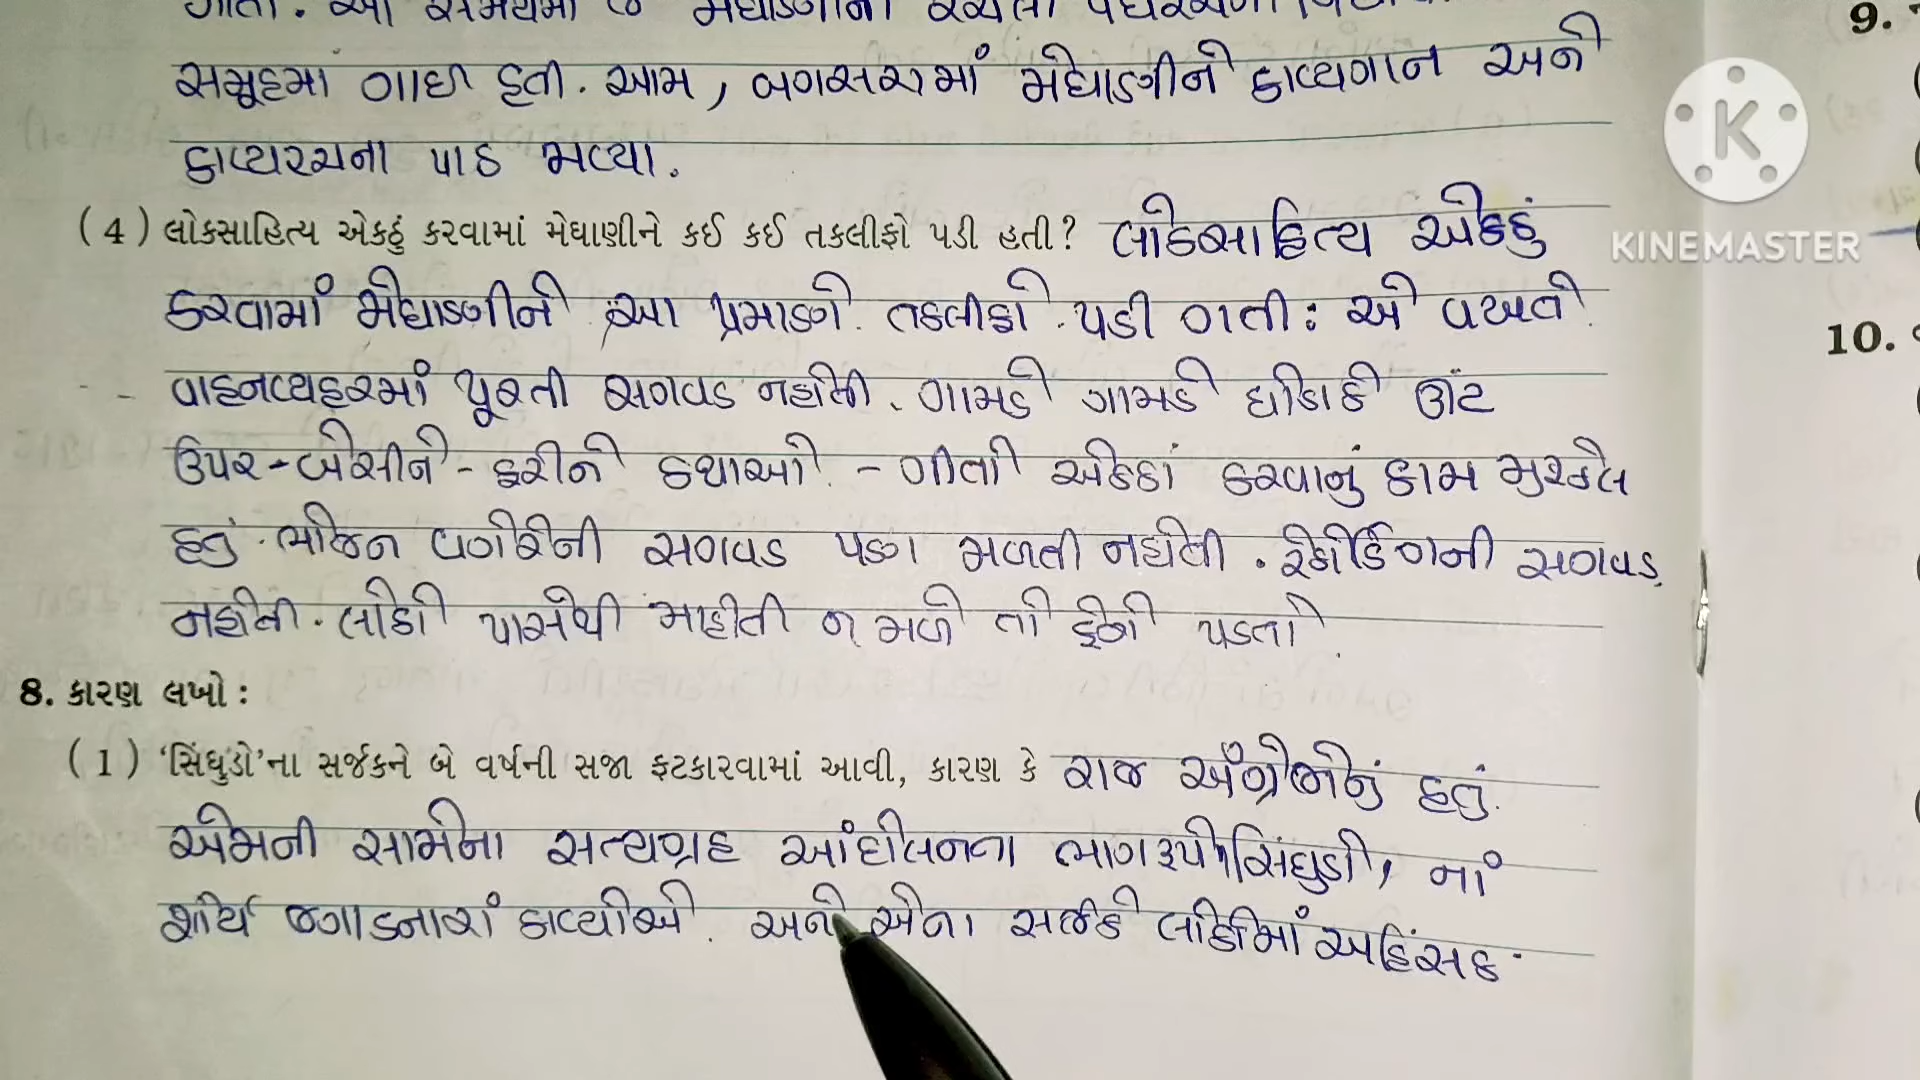 સમૂહમાં ગાઈ હતી. આમ, બગસરામાં મેઘાણીને કાવ્યગાન અને
કાવ્યરચના પાઠ મળ્યા.
(4) લોકસાહિત્ય એકઠું કરવામાં મેઘાણીને કઈ કઈ તકલીફો પડી હતી? લોકસાહિત્ય એકઠું
કરવામાં મેઘાણીને આ પ્રમાણે તકલીફો પડી હતી: એ વખતે
વાહનવ્યહરમાં પૂરતી સગવડ નહોતી. ગામડે ગામડે ઘોડા કે ઊંટ
ઉપર-બેસીને-ફરીને કથાઓ-ગીતો એકઠાં કરવાનું કામ મુશ્કેલ
હતું. ભોજન વગેરેની સગવડ પણ મળતી નહોતી. રેકોર્ડિંગની સગવડ
નહોતી. લોકો પાસેથી માહીતી ન મળે તો ફેરો પડતો.
8. કારણ લખો:
(1) 'સિંધુડો'ના સર્જકને બે વર્ષની સજા ફટકારવામાં આવી, કારણ કે રાજ અંગ્રેજોનું હતું.
એમની સામેના સત્યગ્રહ આંદોલનના ભાગરૂપે 'સિંધુડો' નાં
શૌર્ય જગાડનારાં કાવ્યોએ. અને એના સર્જકે લોકોમાં અહિંસક
9.
10.
K
KINEMASTER